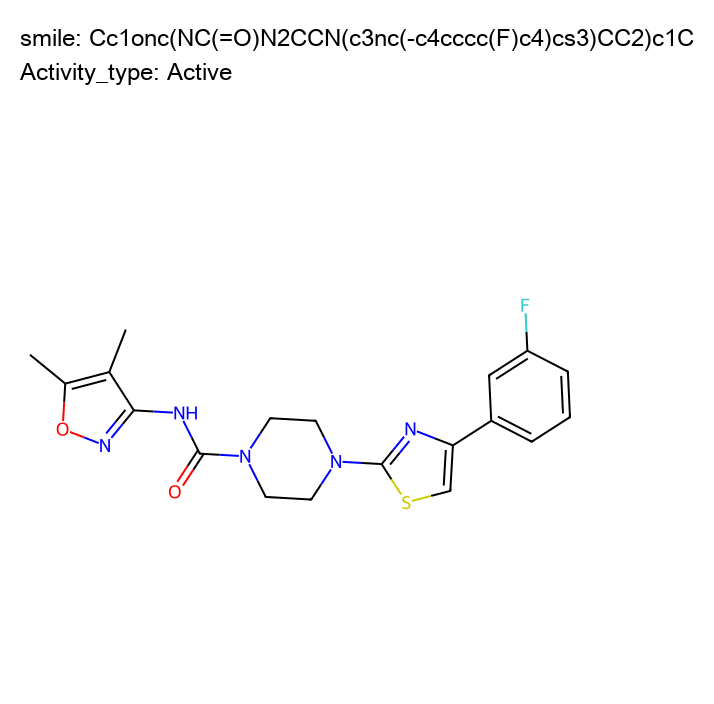 smile: Cc1onc(NC(=O)N2CCN(c3nc(-c4cccc(F)c4)cs3)CC2)c1C
Activity_type: Active
F
NH
N
O
N
N
N
O
S